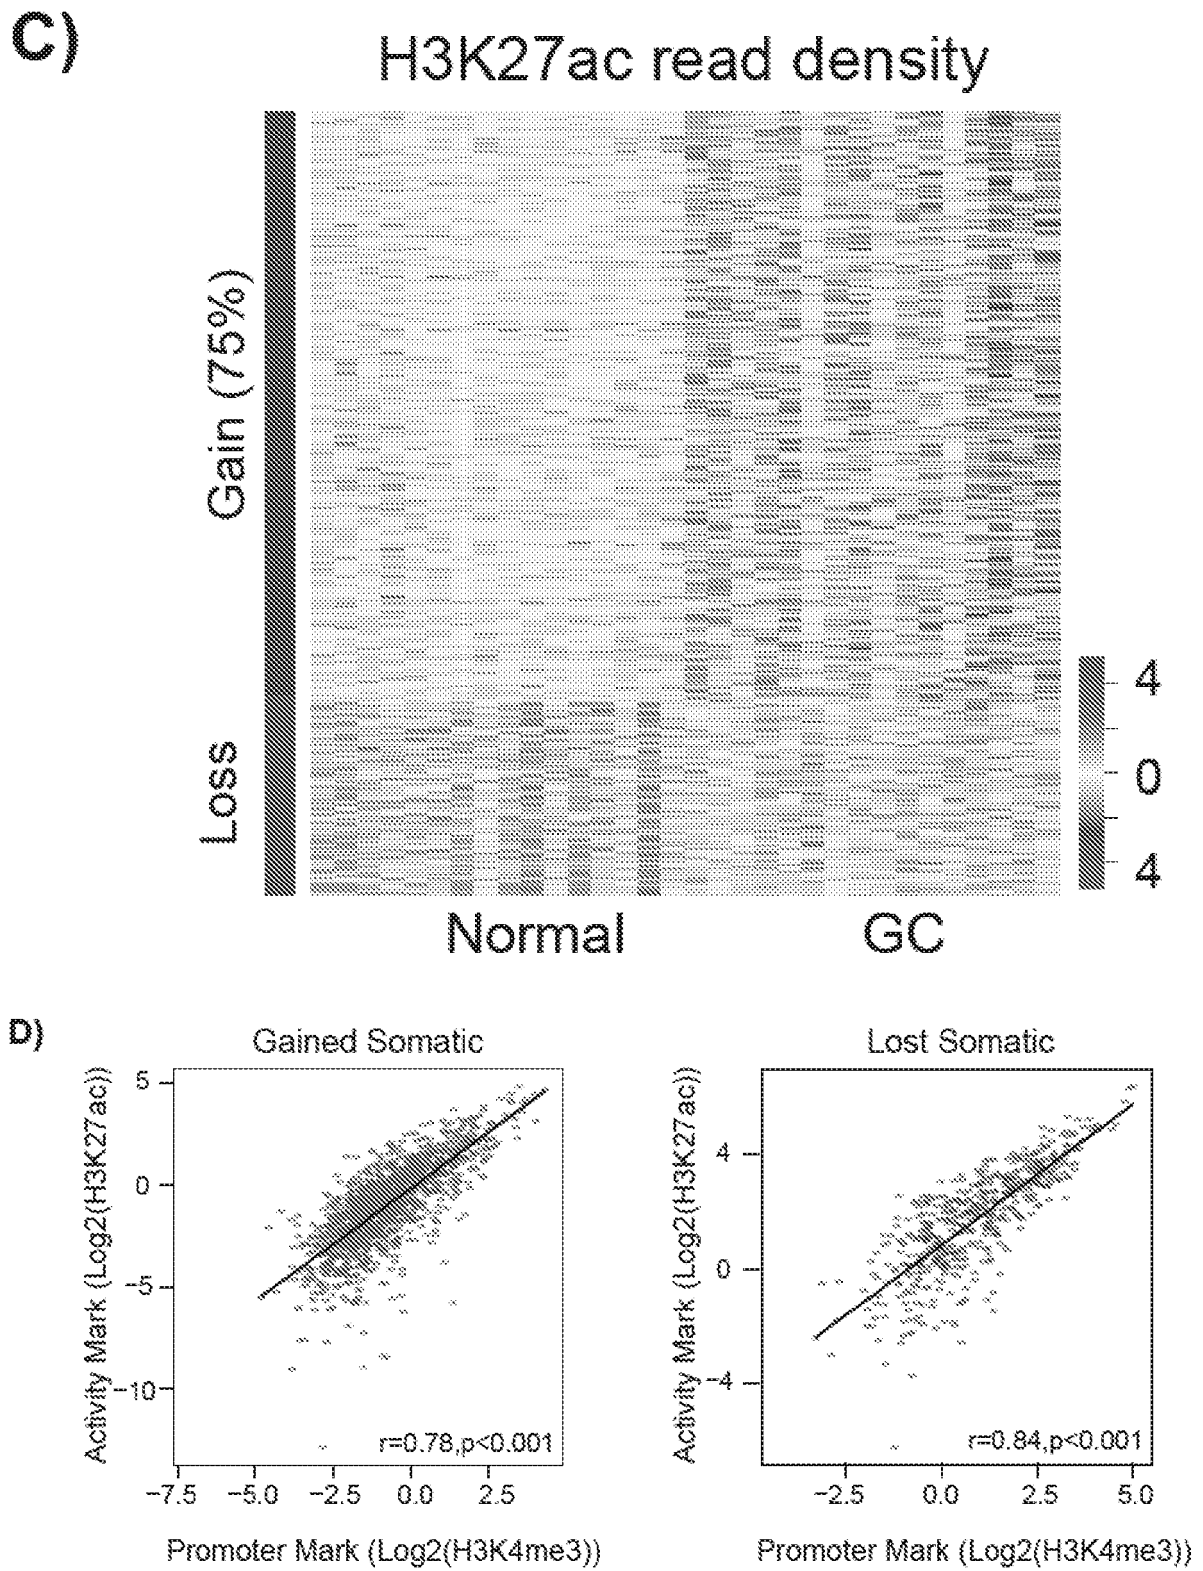 C)
H3K27ac read density
Gain (75%)
Loss
4
0
4
Normal
GC
D)
Gained Somatic
Activity Mark (Log2(H3K27ac))
5
0
−5
−10
r=0.78,p<0.001
−7.5 −5.0 −2.5 0.0 2.5
Promoter Mark (Log2(H3K4me3))
Lost Somatic
Activity Mark (Log2(H3K27ac))
4
0
−4
r=0.84,p<0.001
−2.5 0.0 2.5 5.0
Promoter Mark (Log2(H3K4me3))